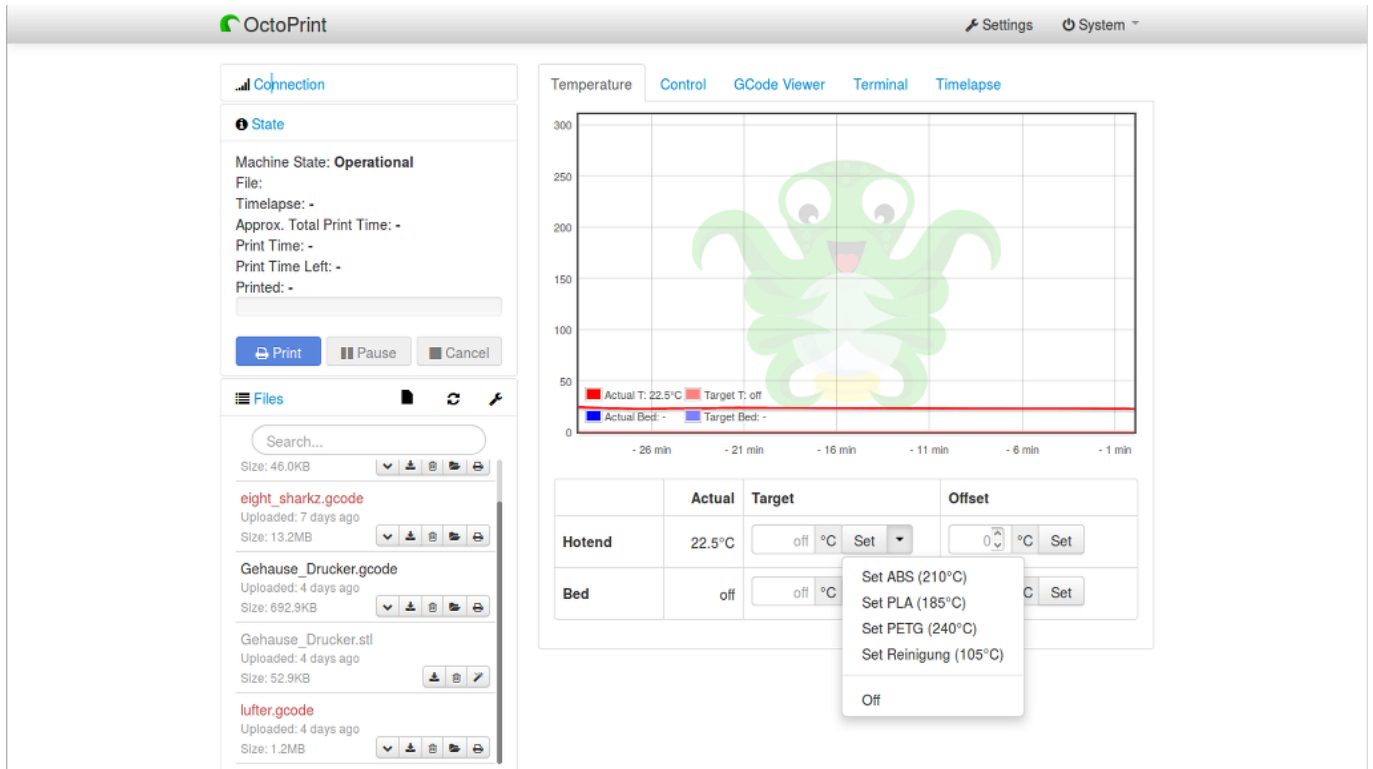 OctoPrint
Settings System
Connection
State
Machine State: Operational
File:
Timelapse: -
Approx. Total Print Time: -
Print Time: -
Print Time Left: -
Printed: -
Print Pause Cancel
Files
Search...
Size: 46.0KB
eight_sharkz.gcode
Uploaded: 7 days ago
Size: 13.2MB
Gehause_Drucker.gcode
Uploaded: 4 days ago
Size: 692.9KB
Gehause_Drucker.stl
Uploaded: 4 days ago
Size: 52.9KB
lufter.gcode
Uploaded: 4 days ago
Size: 1.2MB
Temperature Control GCode Viewer Terminal Timelapse
300
250
200
150
100
50
0
Actual T: 22.5°C Target T: off
Actual Bed: - Target Bed: -
- 26 min - 21 min - 16 min - 11 min - 6 min - 1 min
Actual Target Offset
Hotend 22.5°C off °C Set 0 °C Set
Bed off off °C C Set
Set ABS (210°C)
Set PLA (185°C)
Set PETG (240°C)
Set Reinigung (105°C)
Off